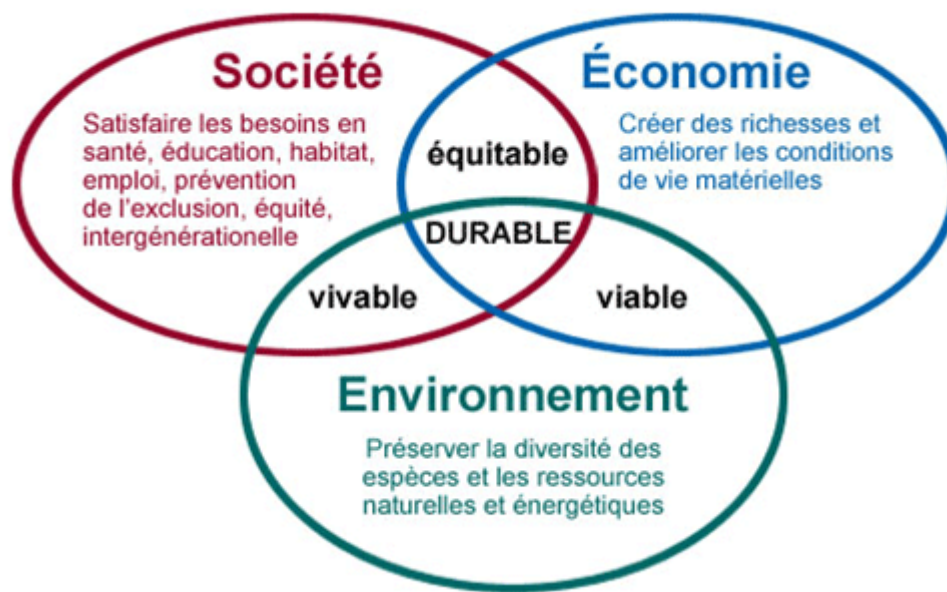 Société
Satisfaire les besoins en
santé, éducation, habitat,
emploi, prévention
de l'exclusion, équité,
intergénérationelle
équitable
Économie
Créer des richesses et
améliorer les conditions
de vie matérielles
DURABLE
vivable
viable
Environnement
Préserver la diversité des
espèces et les ressources
naturelles et énergétiques